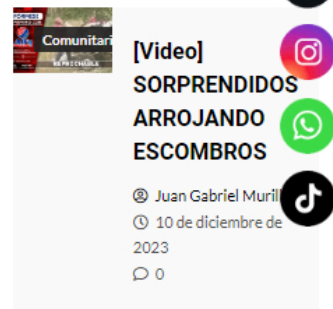 Comunitari
[Video]
SORPRENDIDOS
ARROJANDO
ESCOMBROS
Juan Gabriel Murill
10 de diciembre de
2023
0